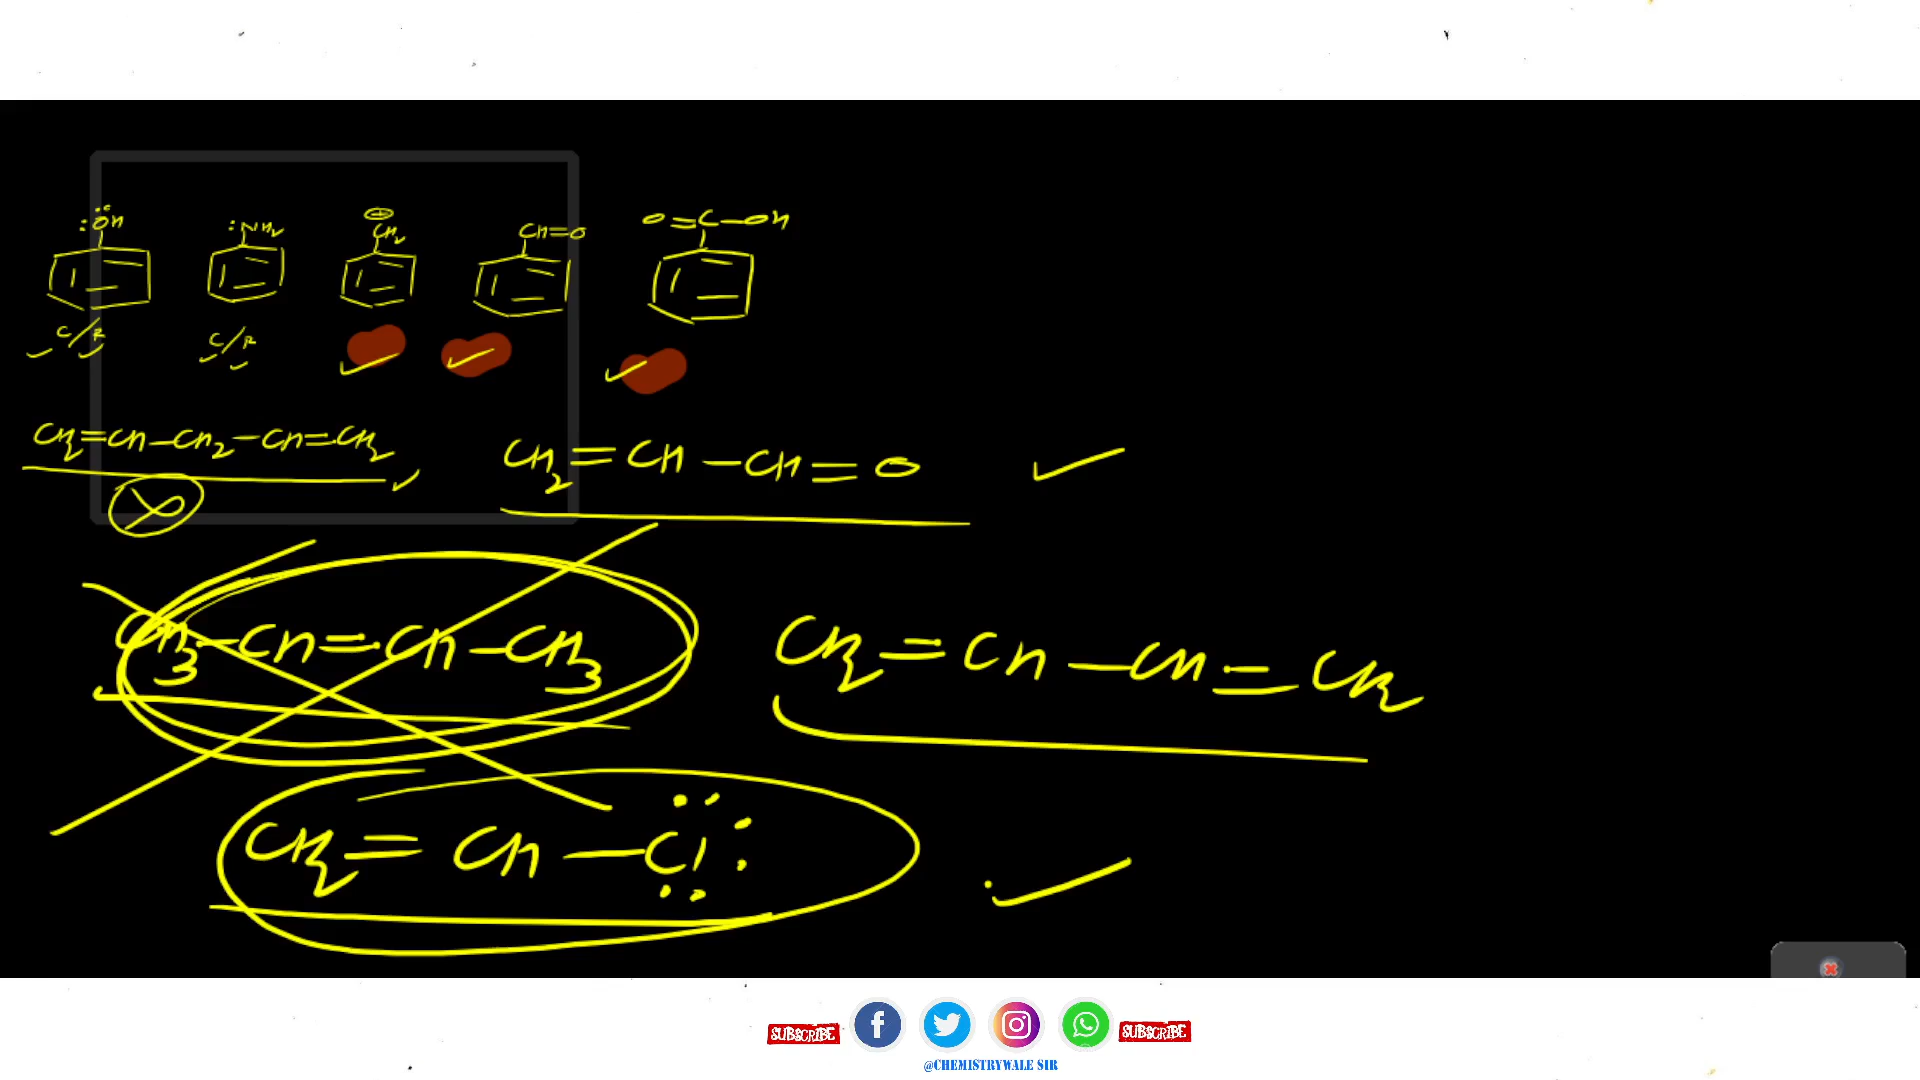 :ÖH :NH₂ ⊕ CH₂ CH=O O=C—OH
C/R C/R
CH₂=CH—CH₂—CH=CH₂ CH₂=CH—CH=O
CH₃—CH=CH—CH₃ CH₂=CH—CH=CH₂
CH₂=CH—Cl
SUBSCRIBE SUBSCRIBE
@CHEMISTRYWALE SIR